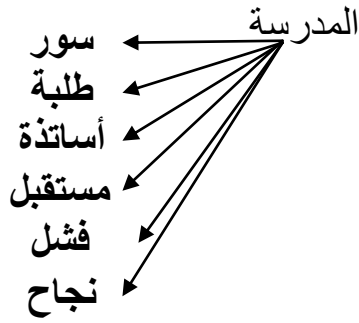 المدرسة
سور
طلبة
أساتذة
مستقبل
فشل
نجاح